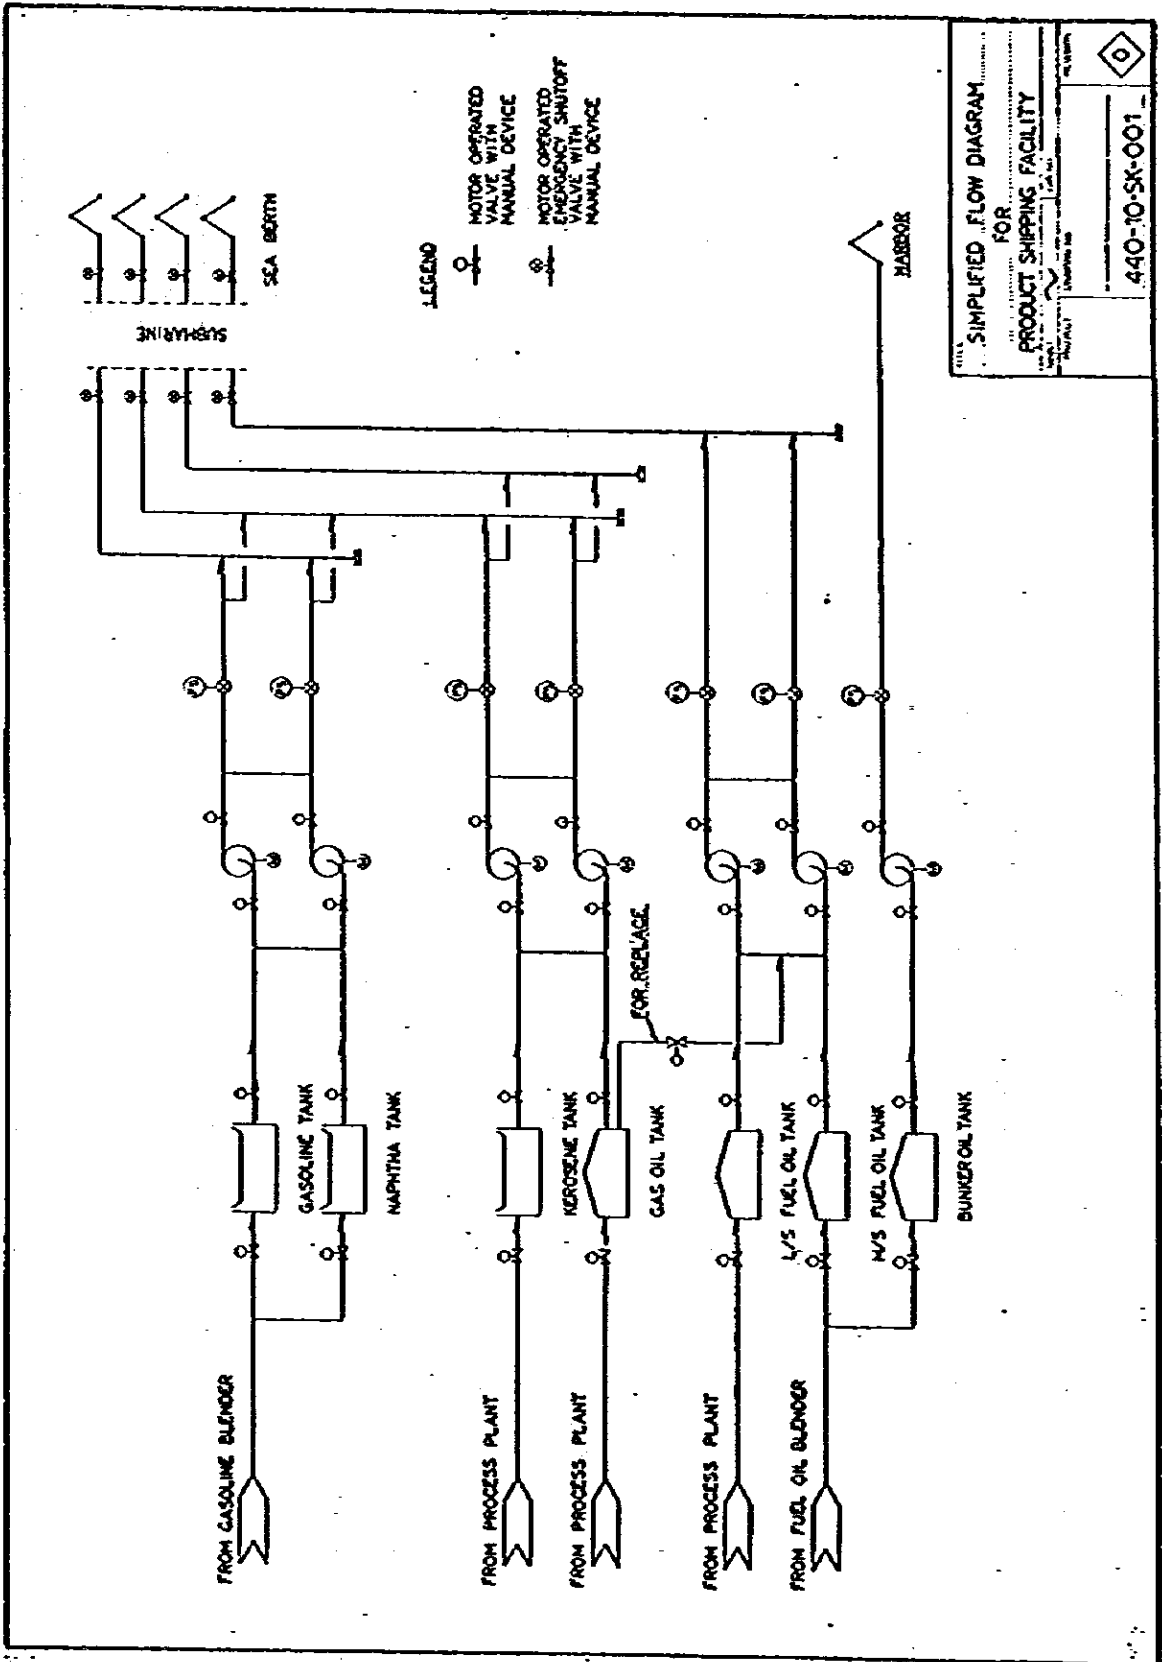 FROM GASOLINE BLENDER
GASOLINE TANK
NAPHTHA TANK
FROM PROCESS PLANT
KEROSENE TANK
FROM PROCESS PLANT
GAS OIL TANK
FOR REPLACE
FROM PROCESS PLANT
L/S FUEL OIL TANK
FROM FUEL OIL BLENDER
H/S FUEL OIL TANK
BUNKER OIL TANK
SUBMARINE
SEA BERTH
HARBOR
LEGEND
MOTOR OPERATED
VALVE WITH
MANUAL DEVICE
MOTOR OPERATED
EMERGENCY SHUTOFF
VALVE WITH
MANUAL DEVICE
SIMPLIFIED FLOW DIAGRAM
FOR
PRODUCT SHIPPING FACILITY
440-70-SK-001
0